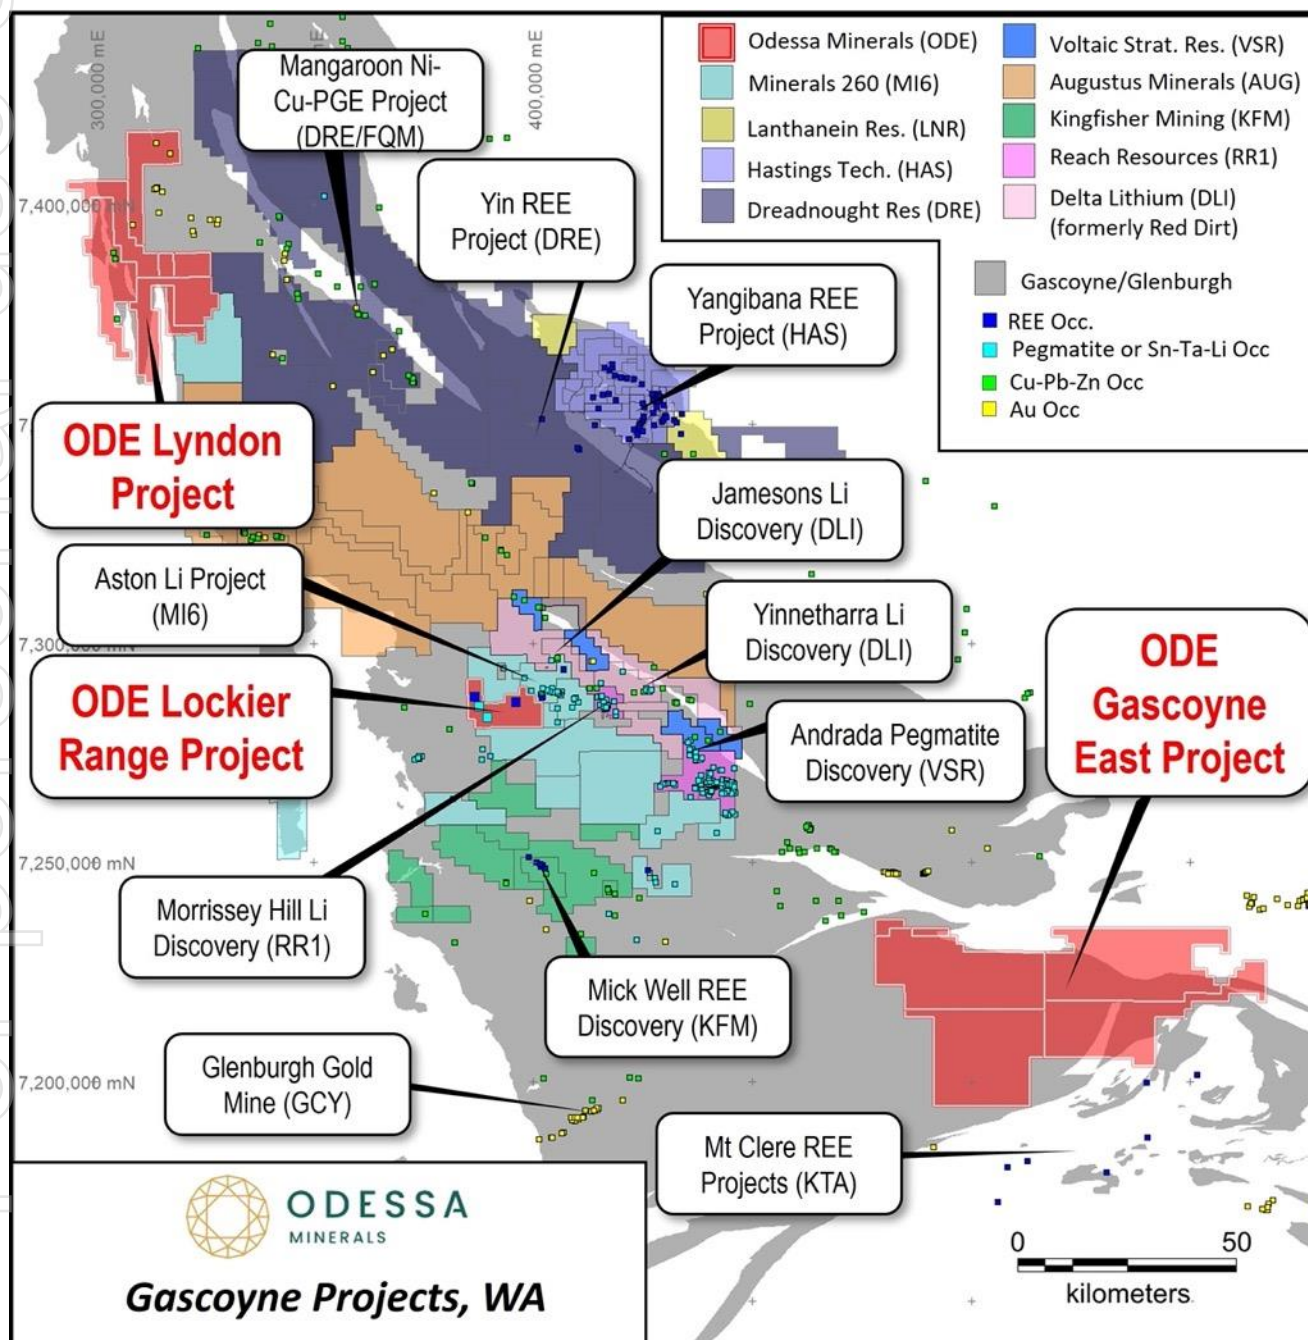 300,000 mE
mE
400,000 mE
Mangaroon Ni-
Cu-PGE Project
(DRE/FQM)
Odessa Minerals (ODE)
Minerals 260 (MI6)
Lanthanein Res. (LNR)
Hastings Tech. (HAS)
Dreadnought Res (DRE)
Voltaic Strat. Res. (VSR)
Augustus Minerals (AUG)
Kingfisher Mining (KFM)
Reach Resources (RR1)
Delta Lithium (DLI)
(formerly Red Dirt)
Gascoyne/Glenburgh
REE Occ.
Pegmatite or Sn-Ta-Li Occ
Cu-Pb-Zn Occ
Au Occ
7,400,000 mN
Yin REE
Project (DRE)
Yangibana REE
Project (HAS)
ODE Lyndon
Project
Jamesons Li
Discovery (DLI)
Aston Li Project
(MI6)
Yinnetharra Li
Discovery (DLI)
7,300,000 mN
ODE Lockier
Range Project
ODE
Gascoyne
East Project
Andrada Pegmatite
Discovery (VSR)
7,250,000 mN
Morrissey Hill Li
Discovery (RR1)
Mick Well REE
Discovery (KFM)
Glenburgh Gold
Mine (GCY)
7,200,000 mN
Mt Clere REE
Projects (KTA)
ODESSA
MINERALS
Gascoyne Projects, WA
0 50
kilometers